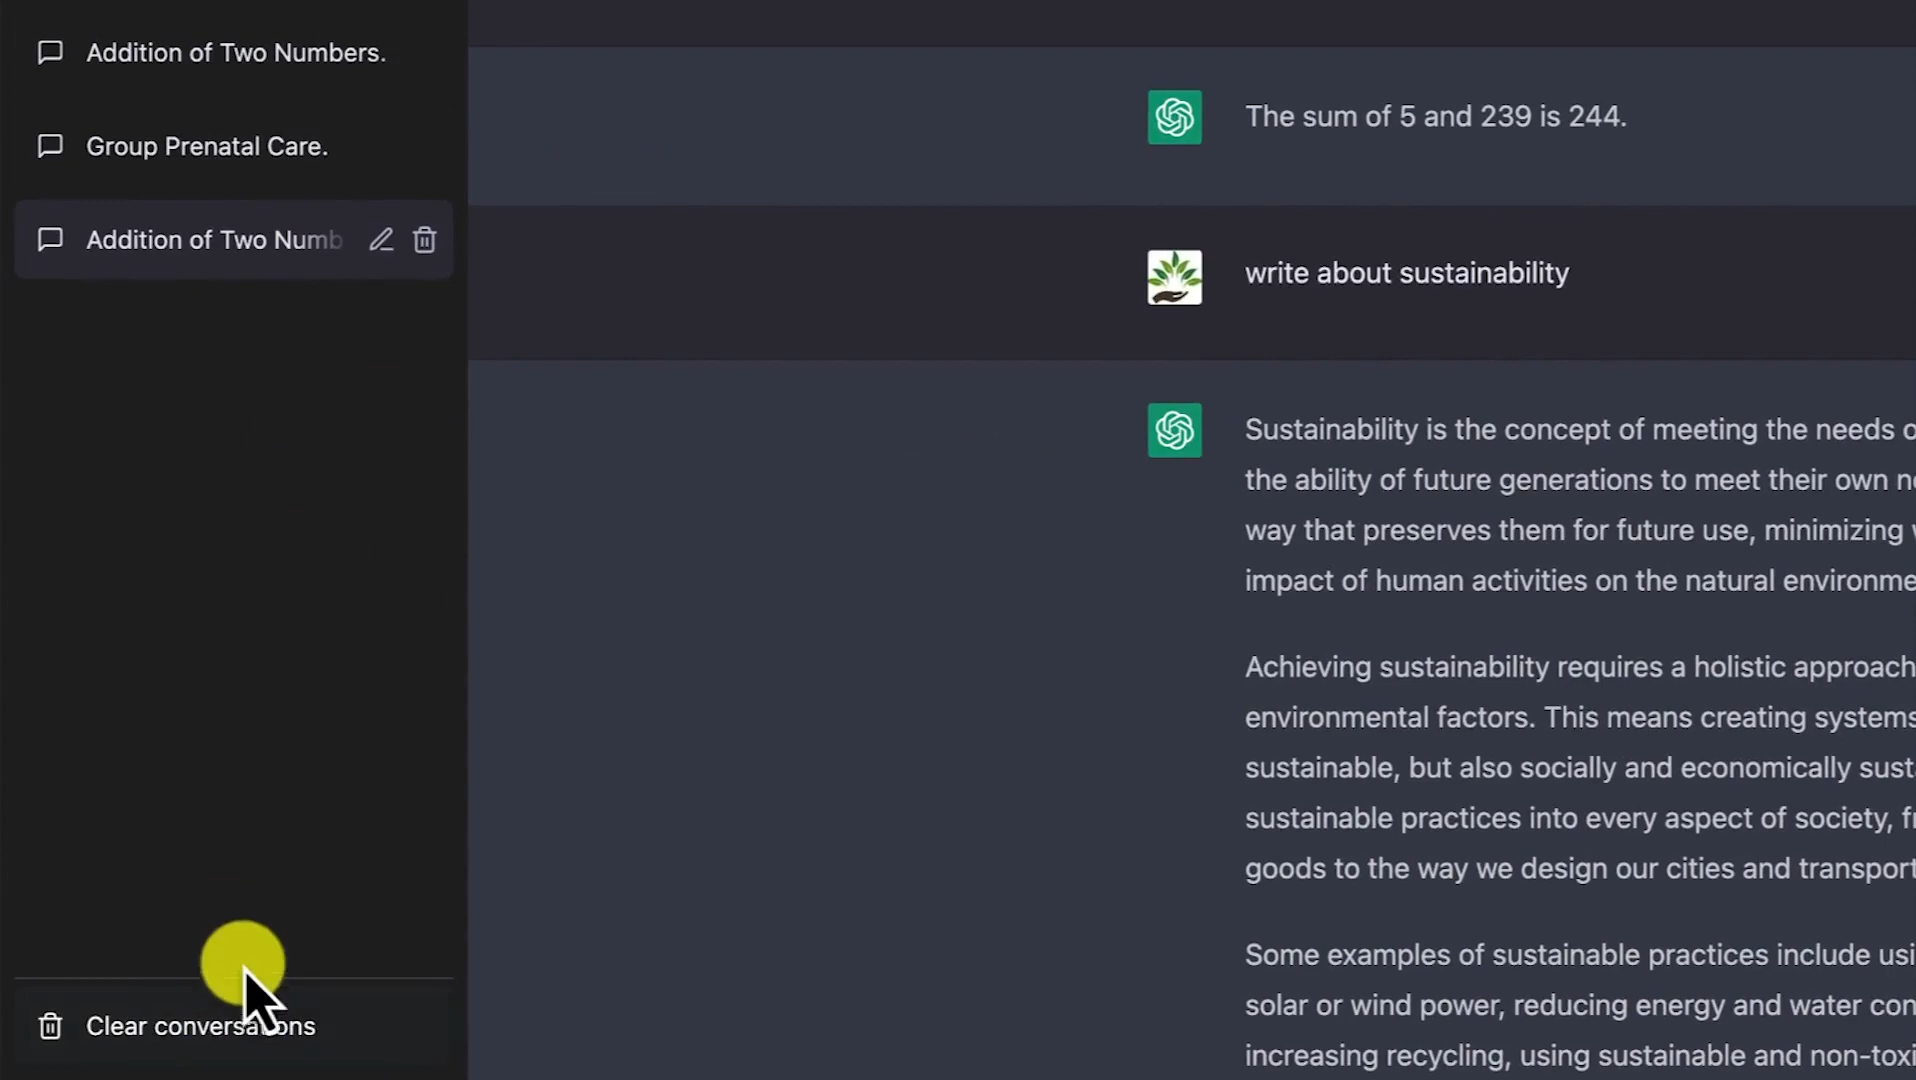 Addition of Two Numbers.
Group Prenatal Care.
Addition of Two Numb
Clear conversations
The sum of 5 and 239 is 244.
write about sustainability
Sustainability is the concept of meeting the needs
the ability of future generations to meet their own
way that preserves them for future use, minimizing
impact of human activities on the natural
Achieving sustainability requires a holistic approach
environmental factors. This means creating systems
sustainable, but also socially and economically
sustainable practices into every aspect of society,
goods to the way we design our cities and
Some examples of sustainable practices include
solar or wind power, reducing energy and water
increasing recycling, using sustainable and